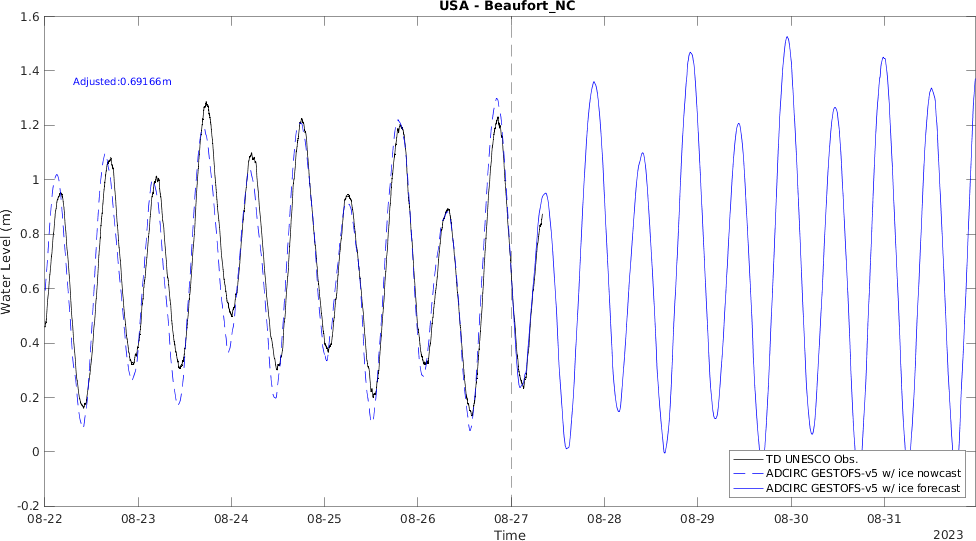 USA - Beaufort_NC
1.6
1.4
1.2
1
0.8
0.6
0.4
0.2
0
-0.2
Water Level (m)
Adjusted:0.69166m
TD UNESCO Obs.
ADCIRC GESTOFS-v5 w/ ice nowcast
ADCIRC GESTOFS-v5 w/ ice forecast
08-22 08-23 08-24 08-25 08-26 08-27 08-28 08-29 08-30 08-31
Time
2023